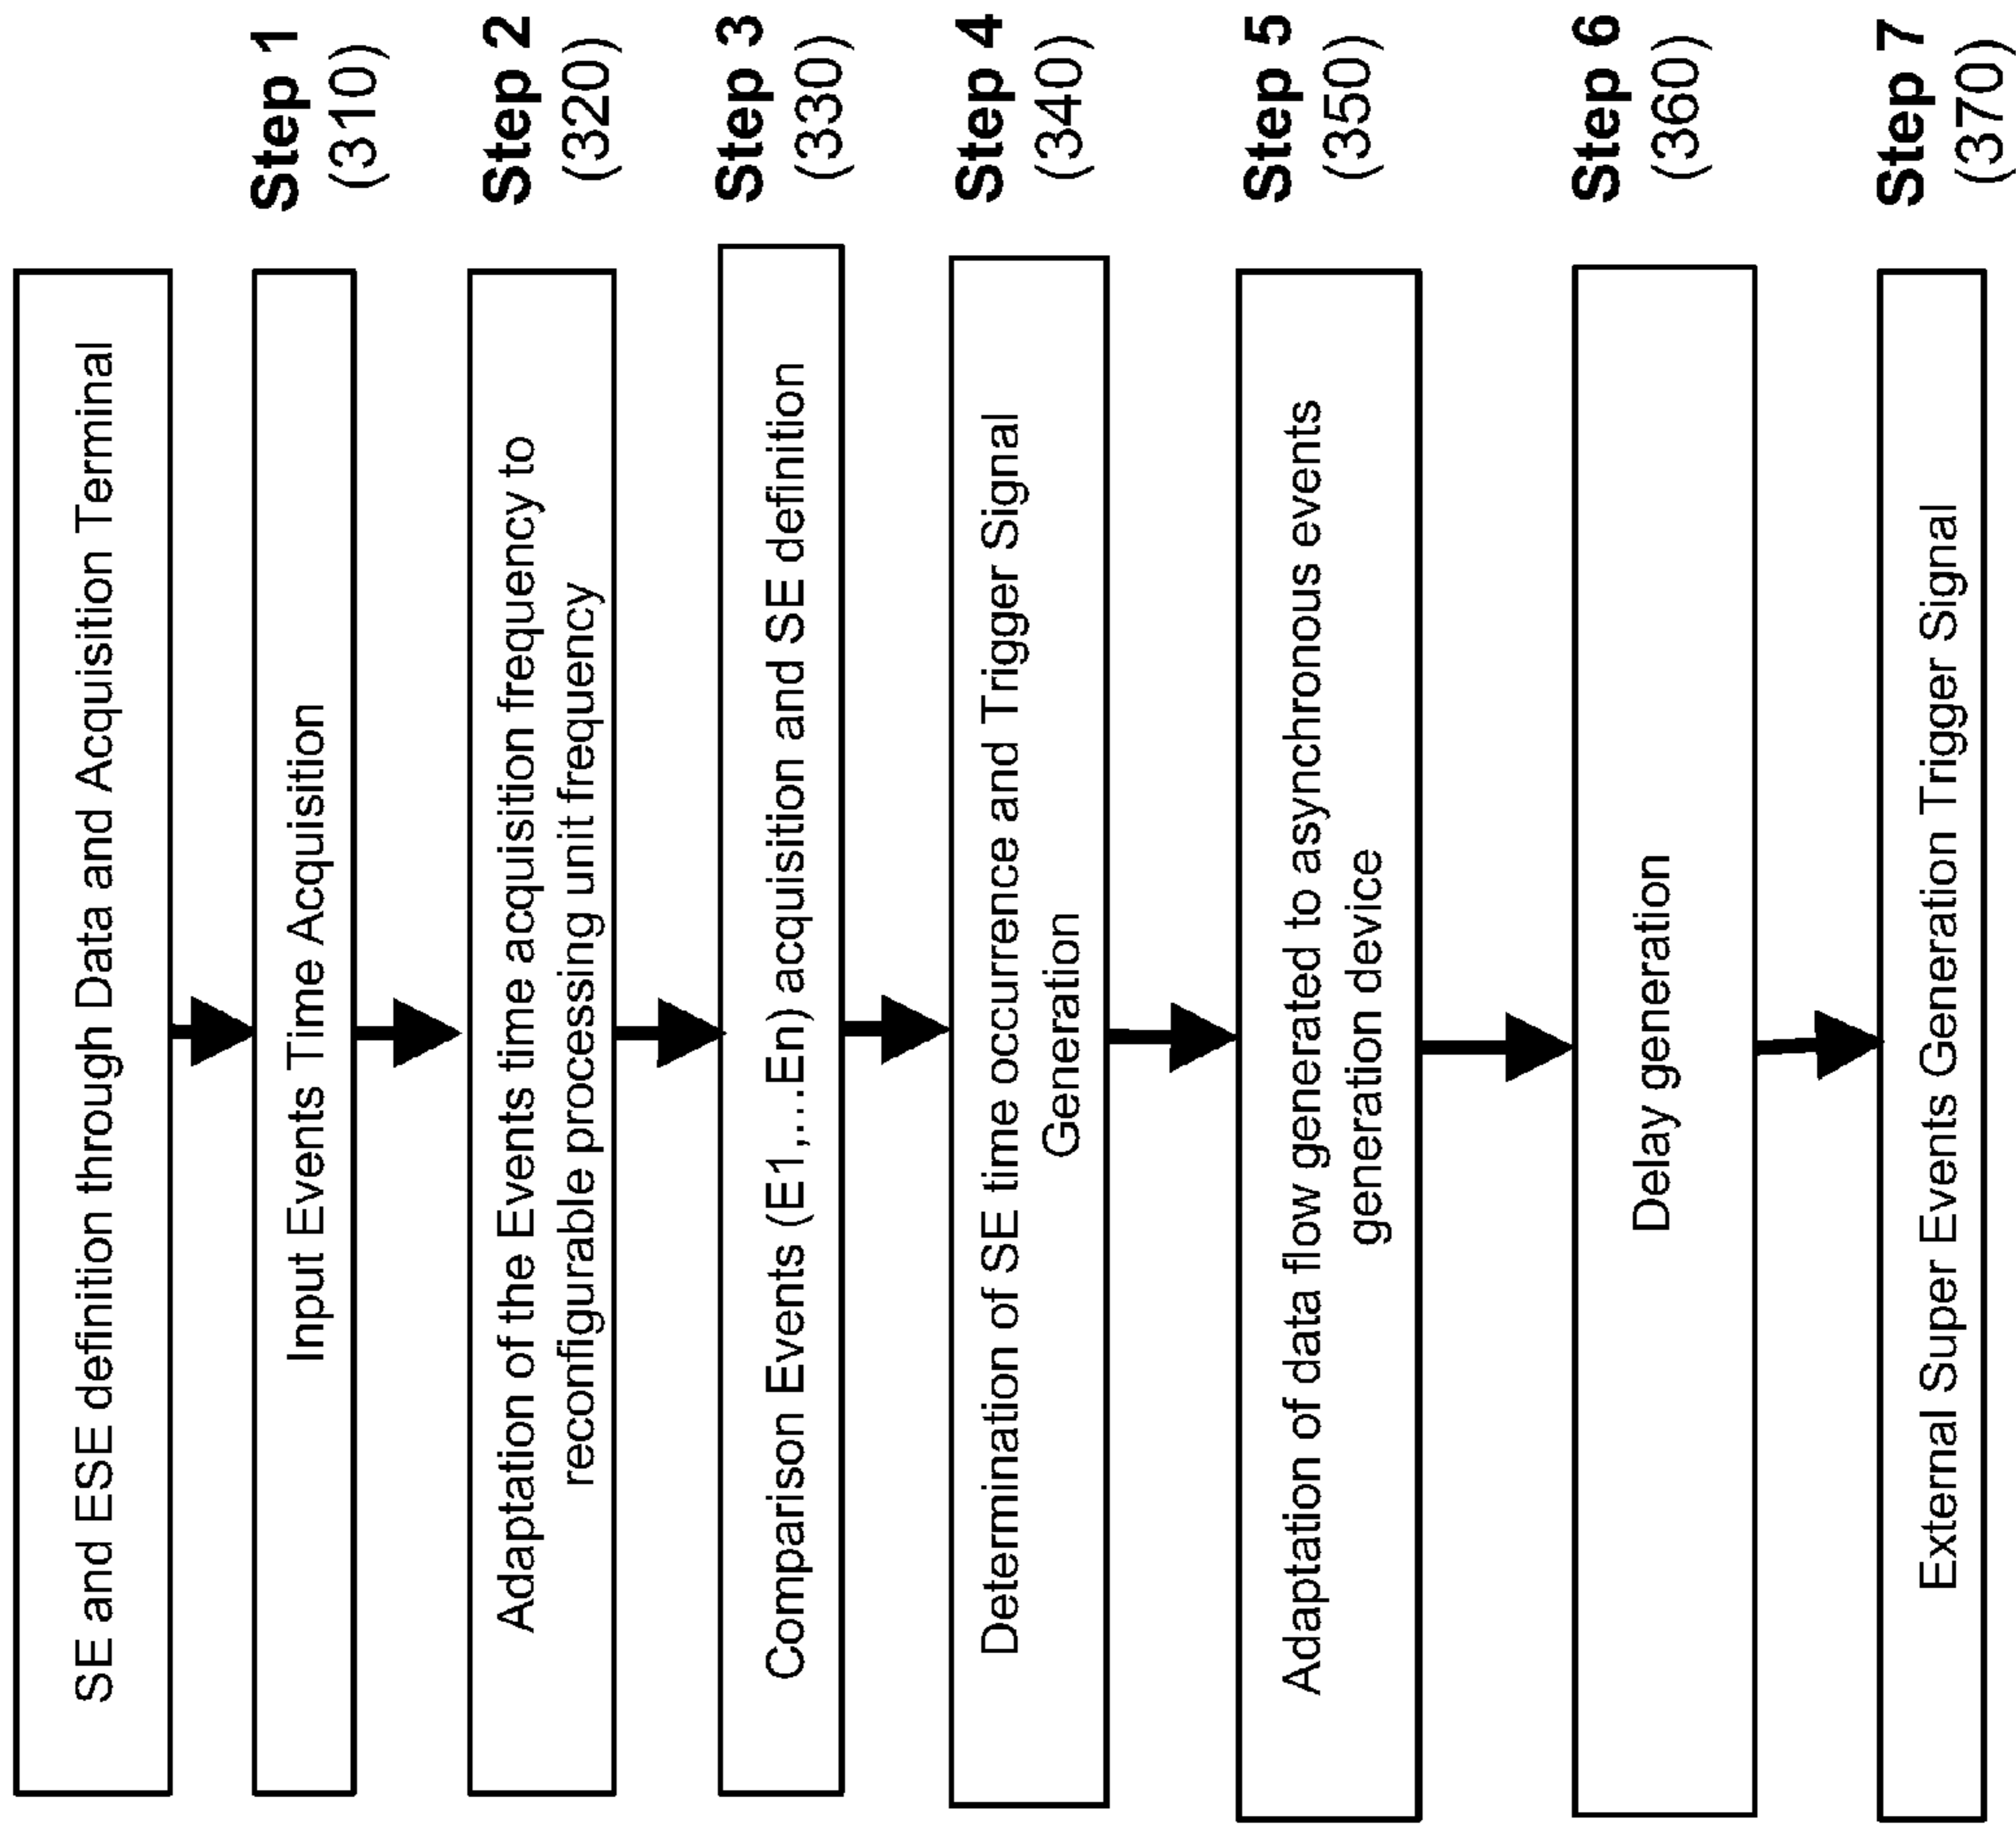 SE and ESE definition through Data and Acquisition Terminal
Step 1
(310)
Input Events Time Acquisition
Step 2
(320)
Adaptation of the Events time acquisition frequency to
reconfigurable processing unit frequency
Step 3
(330)
Comparison Events (E1,...En) acquisition and SE definition
Step 4
(340)
Determination of SE time occurrence and Trigger Signal
Generation
Step 5
(350)
Adaptation of data flow generated to asynchronous events
generation device
Step 6
(360)
Delay generation
Step 7
(370)
External Super Events Generation Trigger Signal